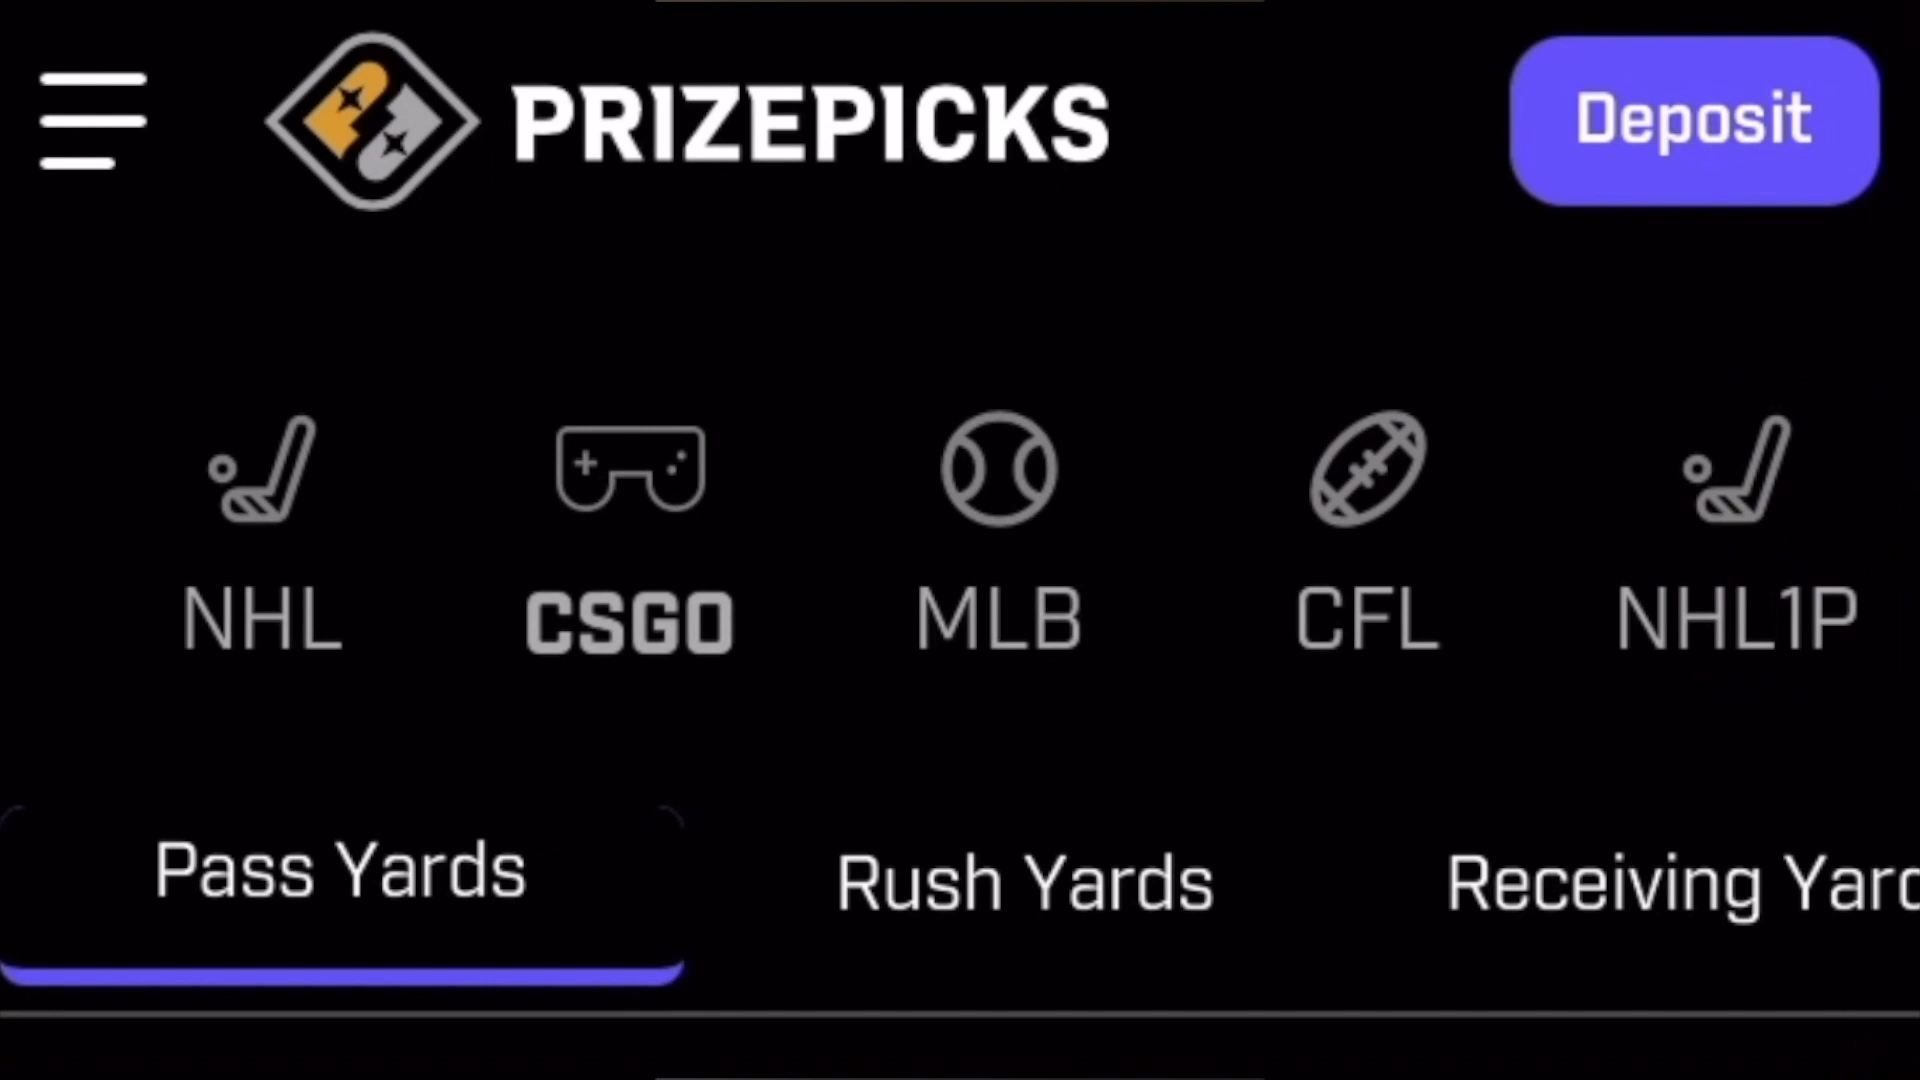 PRIZEPICKS
Deposit
NHL
CSGO
MLB
CFL
NHL1P
Pass Yards
Rush Yards
Receiving Yard